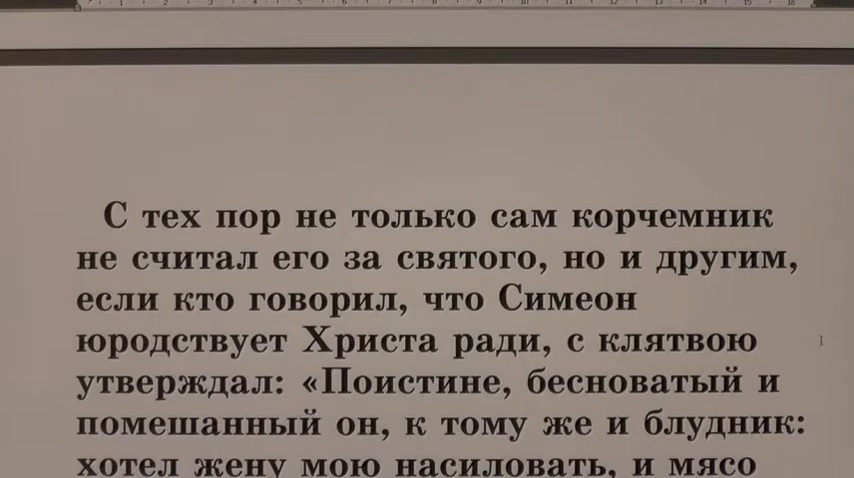 С тех пор не только сам корчемник
не считал его за святого, но и другим,
если кто говорил, что Симеон
юродствует Христа ради, с клятвою
утверждал: «Поистине, бесноватый и
помешанный он, к тому же и блудник:
хотел жену мою насиловать, и мясо